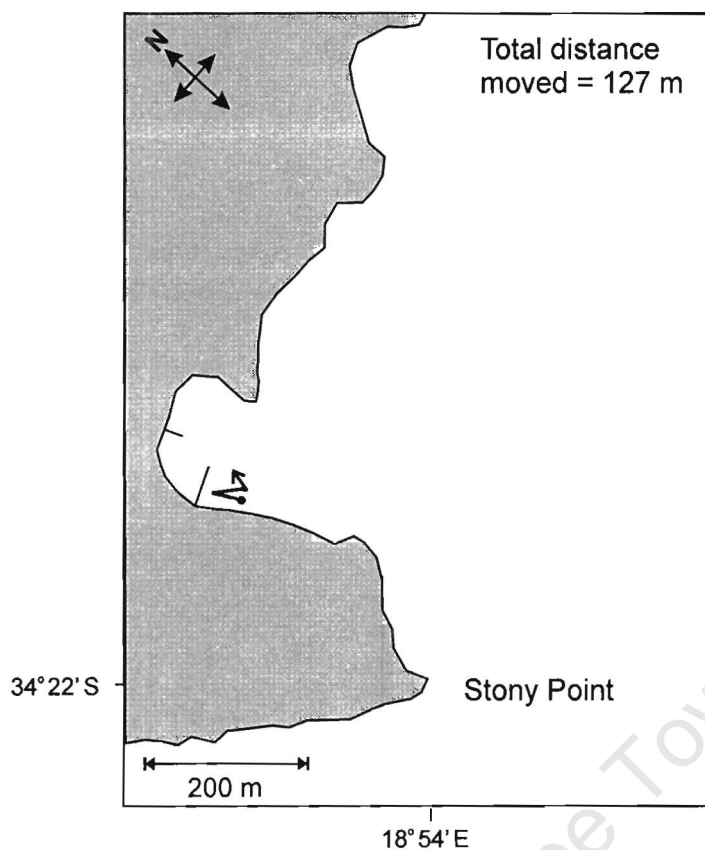 N
Total distance
moved = 127 m
34°22'S
Stony Point
200 m
18°54'E